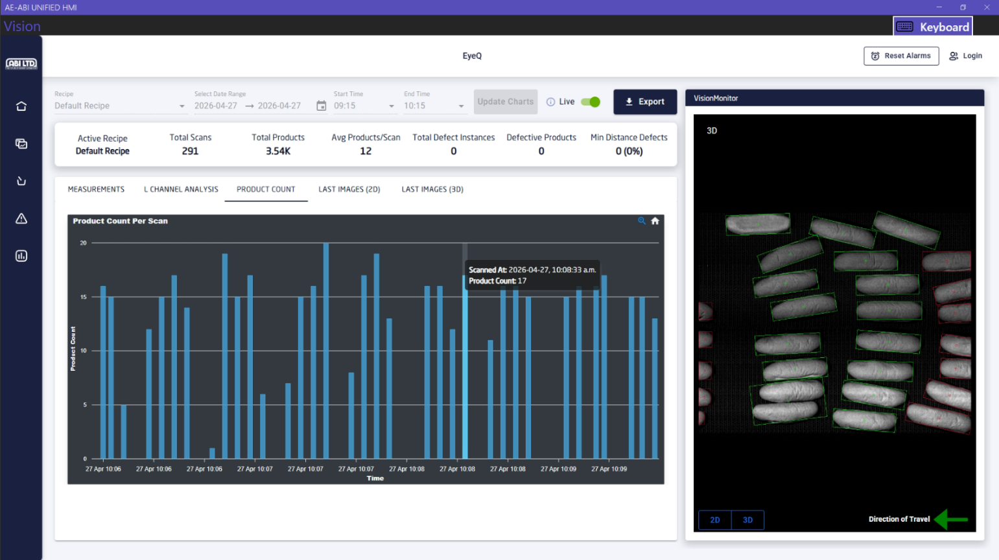 AE-ABI UNIFIED HMI
Vision
Keyboard
ABI LTD
EyeQ
Reset Alarms
Login
Recipe
Default Recipe
Select Date Range
2026-04-27 → 2026-04-27
Start Time
09:15
End Time
10:15
Update Charts
Live
Export
Active Recipe
Default Recipe
Total Scans
291
Total Products
3.54K
Avg Products/Scan
12
Total Defect Instances
0
Defective Products
0
Min Distance Defects
0 (0%)
MEASUREMENTS
L CHANNEL ANALYSIS
PRODUCT COUNT
LAST IMAGES (2D)
LAST IMAGES (3D)
Product Count Per Scan
20
15
10
5
0
Product Count
Scanned At: 2026-04-27, 10:08:33 a.m.
Product Count: 17
27 Apr 10:06
27 Apr 10:06
27 Apr 10:06
27 Apr 10:07
27 Apr 10:07
27 Apr 10:07
27 Apr 10:08
27 Apr 10:08
27 Apr 10:08
27 Apr 10:09
27 Apr 10:09
Time
VisionMonitor
3D
2D
3D
Direction of Travel